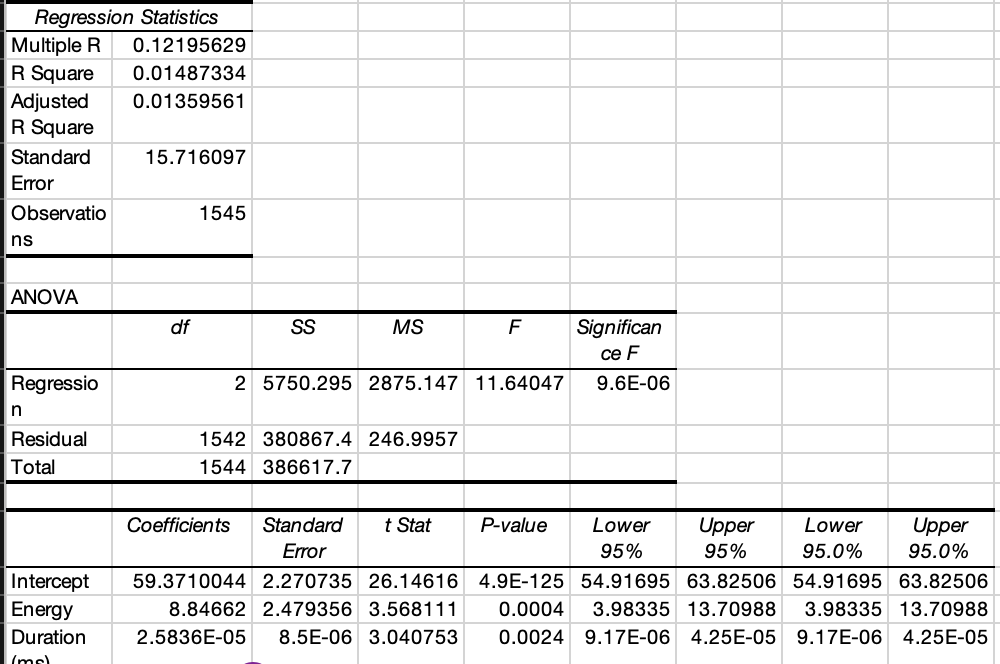 Regression Statistics
Multiple R 0.12195629
R Square 0.01487334
Adjusted 0.01359561
R Square
Standard 15.716097
Error
Observatio 1545
ns
ANOVA
df SS MS F Significan
ce F
Regressio 2 5750.295 2875.147 11.64047 9.6E-06
n
Residual 1542 380867.4 246.9957
Total 1544 386617.7
Coefficients Standard t Stat P-value Lower Upper Lower Upper
Error 95% 95% 95.0% 95.0%
Intercept 59.3710044 2.270735 26.14616 4.9E-125 54.91695 63.82506 54.91695 63.82506
Energy 8.84662 2.479356 3.568111 0.0004 3.98335 13.70988 3.98335 13.70988
Duration 2.5836E-05 8.5E-06 3.040753 0.0024 9.17E-06 4.25E-05 9.17E-06 4.25E-05
(ms)